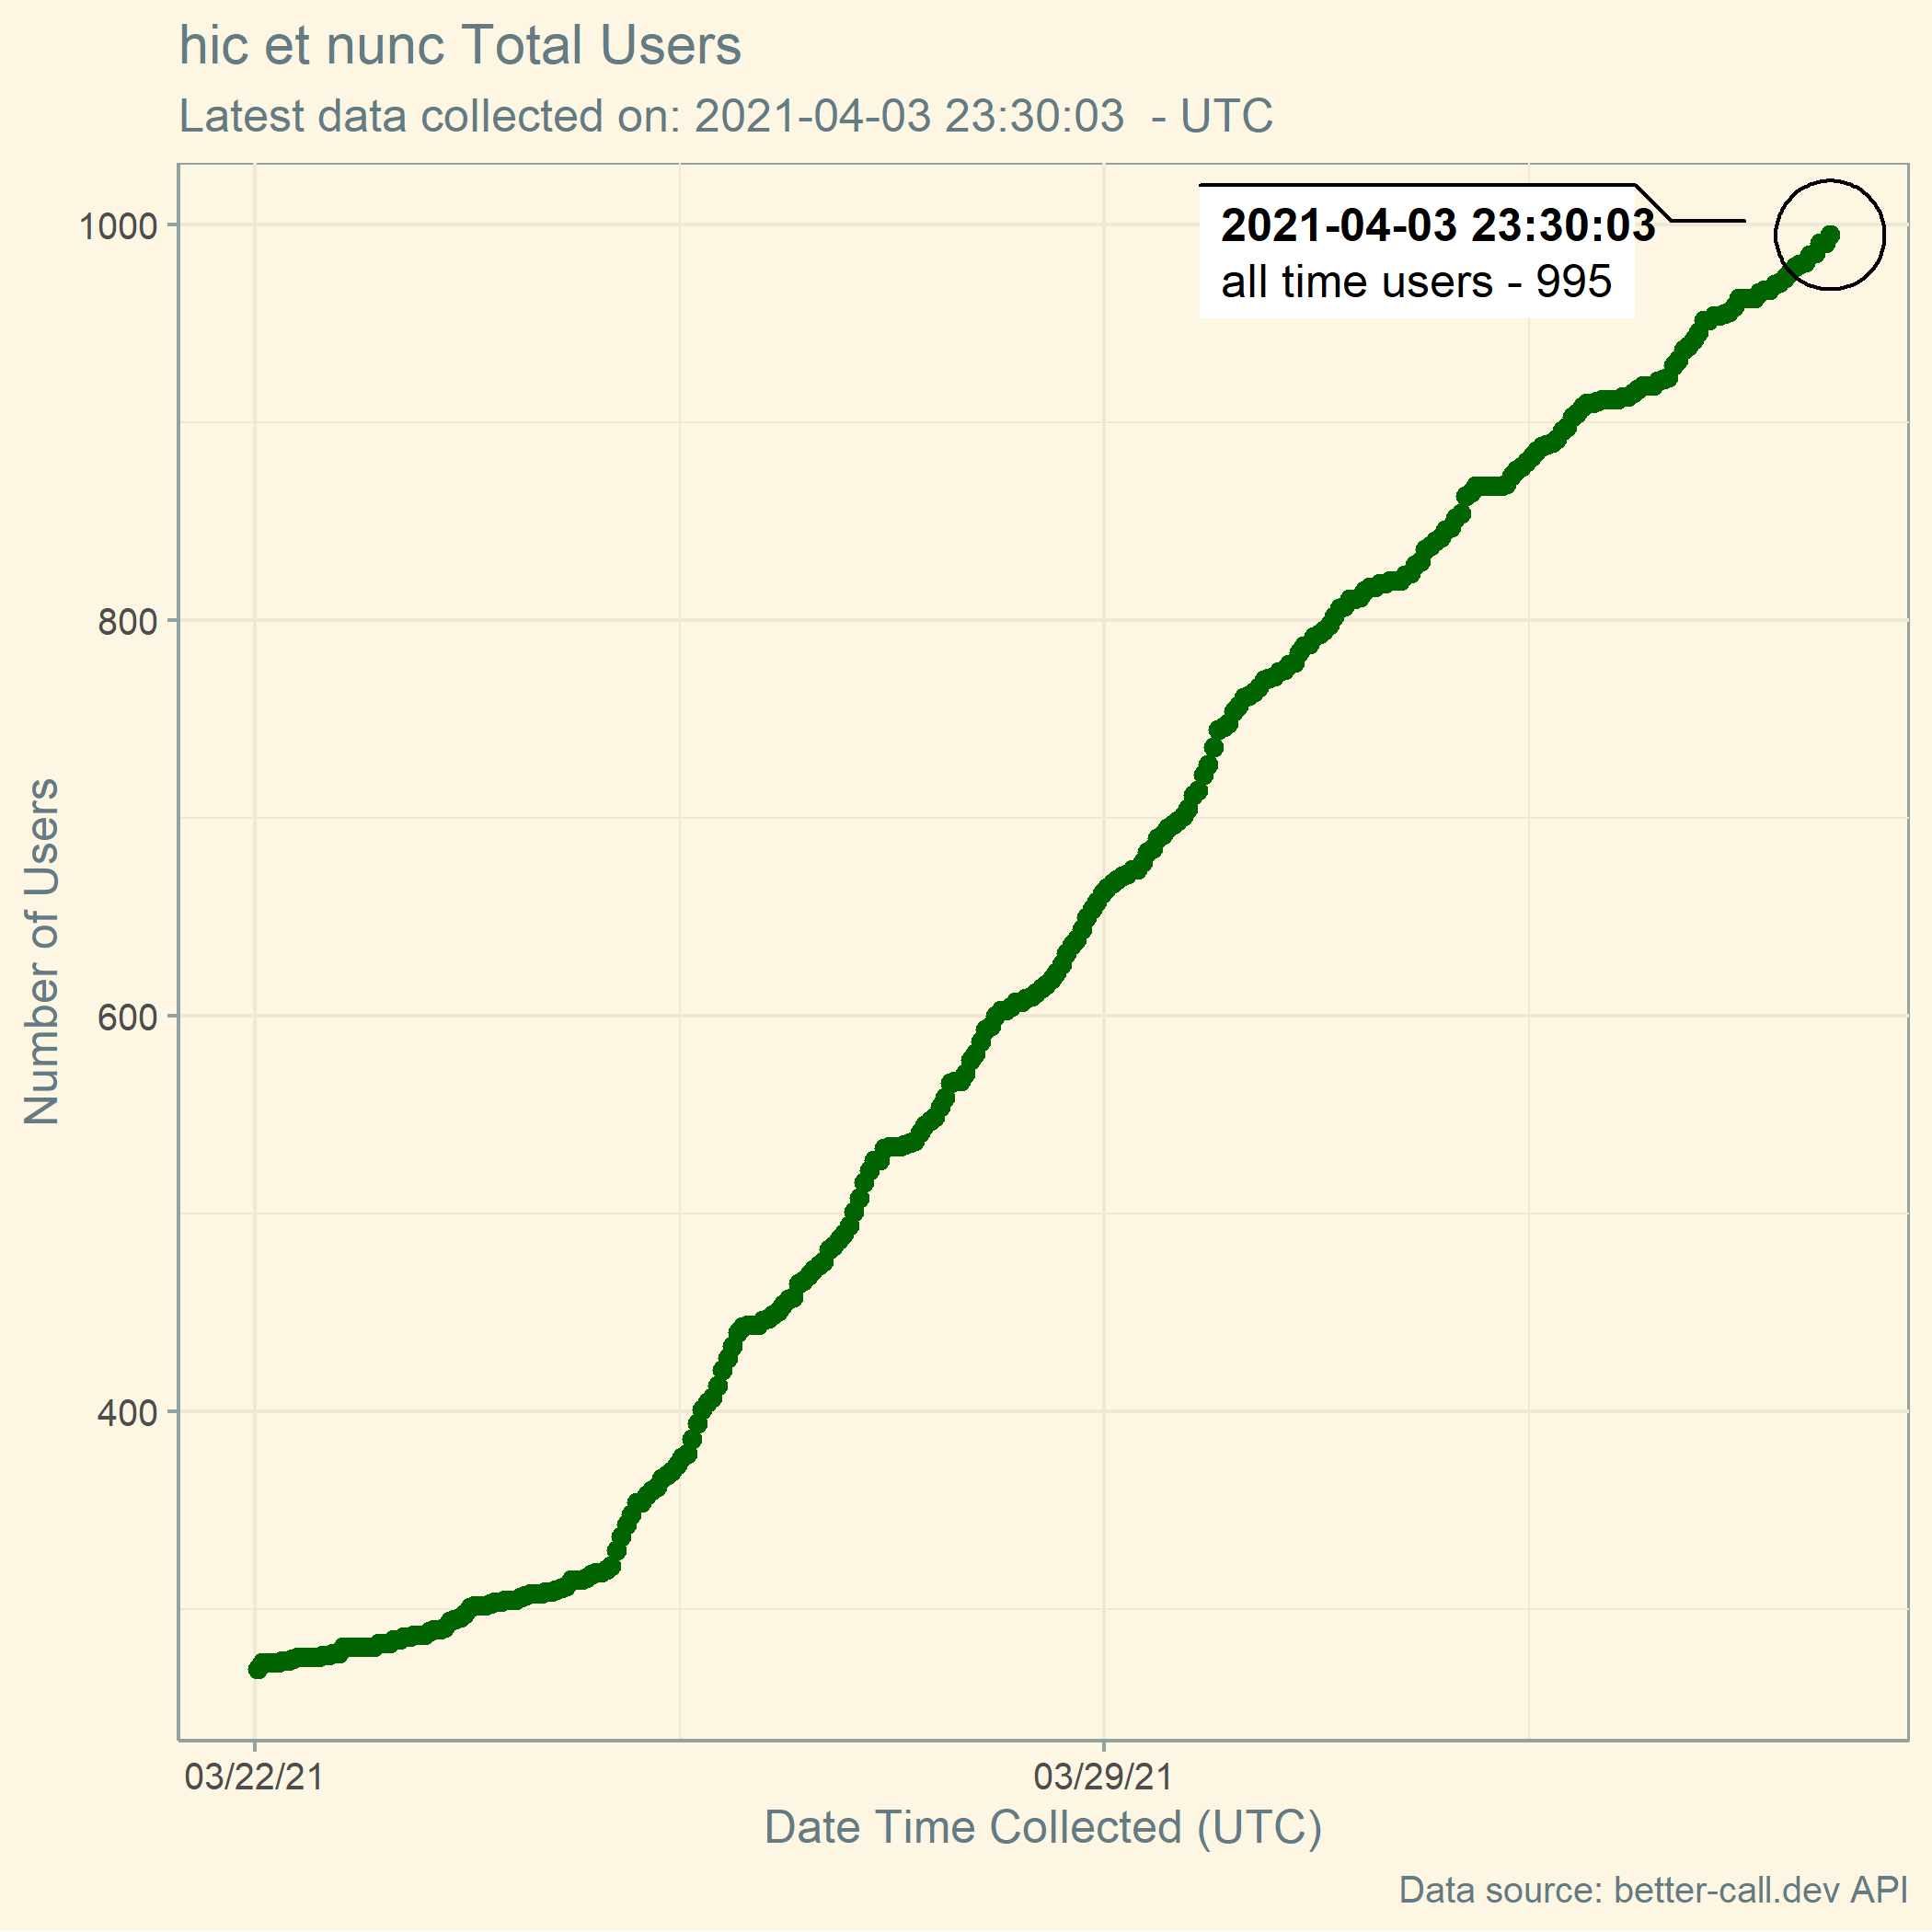 hic et nunc Total Users
Latest data collected on: 2021-04-03 23:30:03  - UTC
2021-04-03 23:30:03
all time users - 995
1000
800
600
400
Number of Users
03/22/21
03/29/21
Date Time Collected (UTC)
Data source: better-call.dev API